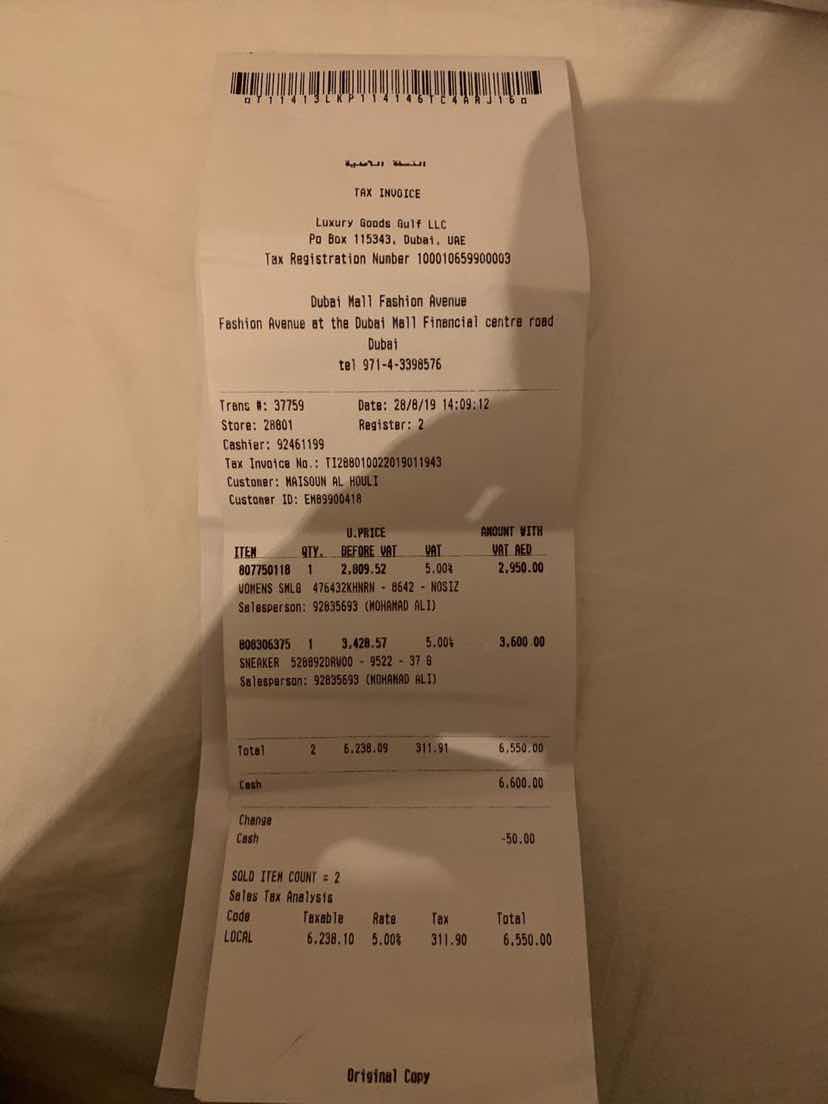 Y11413LKP114146TC4AAJ16
النسخة الأصلية
TAX INVOICE
Luxury Goods Gulf LLC
Po Box 115343, Dubai, UAE
Tax Registration Number 100010659900003
Dubai Mall Fashion Avenue
Fashion Avenue at the Dubai Mall Financial centre road
Dubai
tel 971-4-3398576
Trans #: 37759 Date: 28/8/19 14:09:12
Store: 28801 Register: 2
Cashier: 92461199
Tax Invoice No.: TI288010022019011943
Customer: MAISOUN AL HOULI
Customer ID: EM89900418
U.PRICE AMOUNT WITH
ITEM QTY. BEFORE VAT VAT VAT AED
807750118 1 2,809.52 5.00% 2,950.00
WOMENS SMLG 476432KHNRN - 8642 - NOSIZ
Salesperson: 92835693 (MOHAMAD ALI)
808306375 1 3,428.57 5.00% 3,600.00
SNEAKER 528892DRW00 - 9522 - 37 G
Salesperson: 92835693 (MOHAMAD ALI)
Total 2 6,238.09 311.91 6,550.00
Cash 6,600.00
Change
Cash -50.00
SOLD ITEM COUNT = 2
Sales Tax Analysis
Code Taxable Rate Tax Total
LOCAL 6,238.10 5.00% 311.90 6,550.00
Original Copy